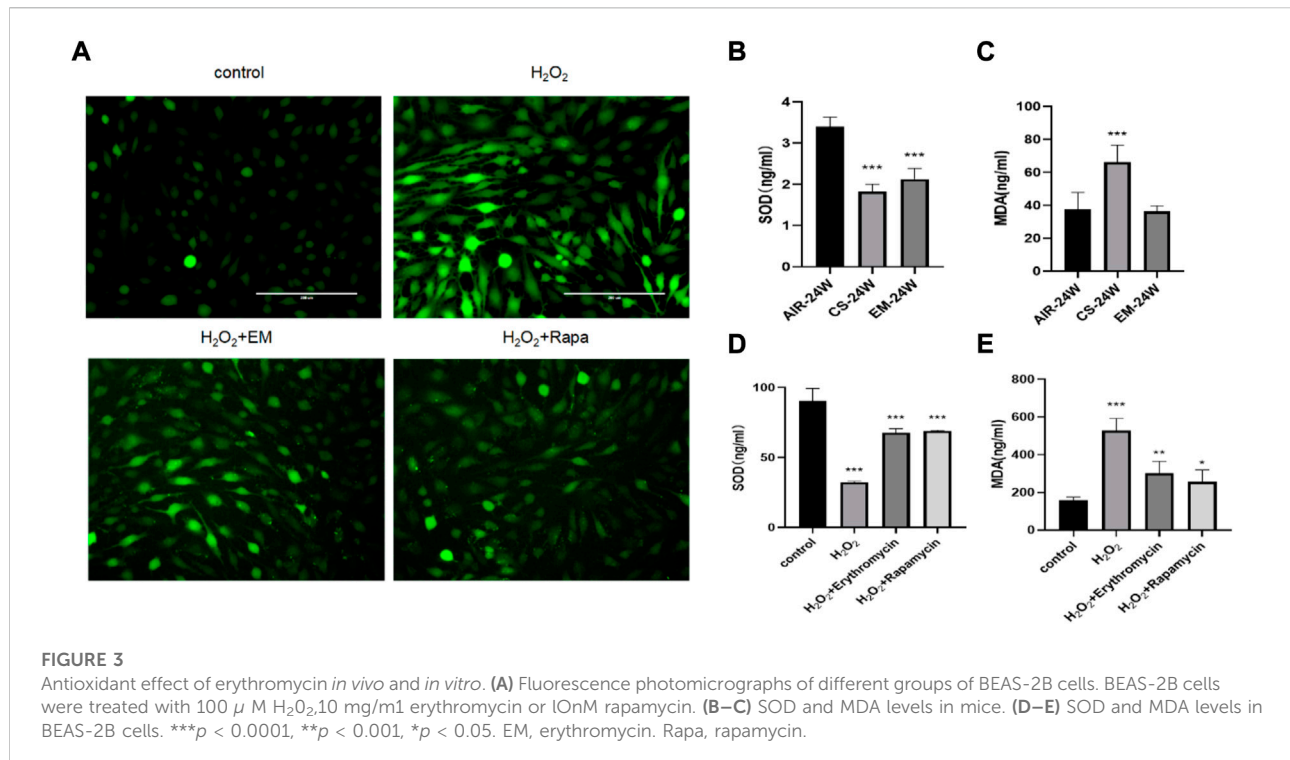 A
control
H₂O₂
200 um
H₂O₂+EM
H₂O₂+Rapa
B
SOD(ng/ml)
4
3
2
1
0
***
***
AIR-24W
CS-24W
EM-24W
C
MDA(ng/ml)
100
80
60
40
20
0
***
AIR-24W
CS-24W
EM-24W
D
SOD(ng/ml)
100
50
0
***
***
***
control
H₂O₂
H₂O₂+Erythromycin
H₂O₂+Rapamycin
E
MDA(ng/ml)
800
600
400
200
0
***
**
*
control
H₂O₂
H₂O₂+Erythromycin
H₂O₂+Rapamycin
FIGURE 3
Antioxidant effect of erythromycin in vivo and in vitro. (A) Fluorescence photomicrographs of different groups of BEAS-2B cells. BEAS-2B cells
were treated with 100 μ M H₂0₂,10 mg/m1 erythromycin or lOnM rapamycin. (B–C) SOD and MDA levels in mice. (D–E) SOD and MDA levels in
BEAS-2B cells. ***p < 0.0001, **p < 0.001, *p < 0.05. EM, erythromycin. Rapa, rapamycin.